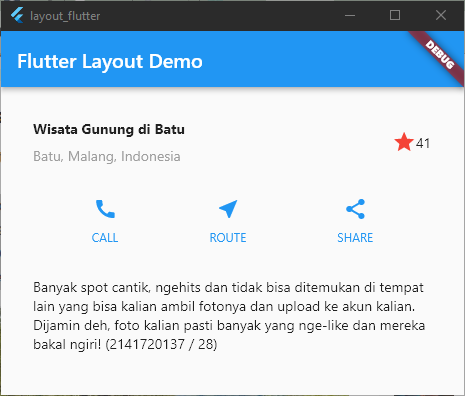 layout_flutter
Flutter Layout Demo
DEBUG
Wisata Gunung di Batu
Batu, Malang, Indonesia
41
CALL ROUTE SHARE
Banyak spot cantik, ngehits dan tidak bisa ditemukan di tempat
lain yang bisa kalian ambil fotonya dan upload ke akun kalian.
Dijamin deh, foto kalian pasti banyak yang nge-like dan mereka
bakal ngiri! (2141720137 / 28)